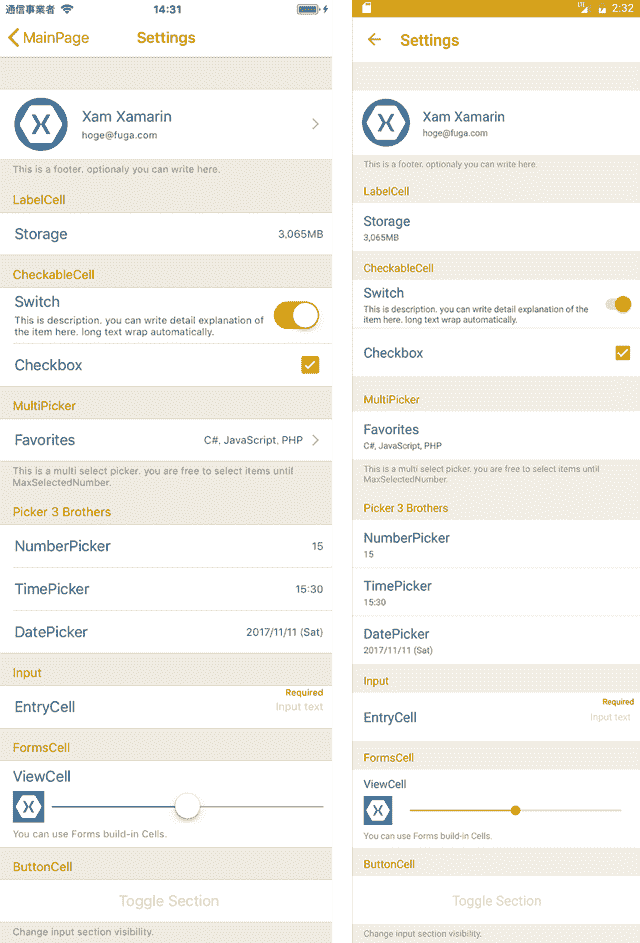 通信事業者 14:31
MainPage Settings
Xam Xamarin
hoge@fuga.com
This is a footer. optionaly you can write here.
LabelCell
Storage 3,065MB
CheckableCell
Switch
This is description. you can write detail explanation of
the item here. long text wrap automatically.
Checkbox
MultiPicker
Favorites C#, JavaScript, PHP
This is a multi select picker. you are free to select items until
MaxSelectedNumber.
Picker 3 Brothers
NumberPicker 15
TimePicker 15:30
DatePicker 2017/11/11 (Sat)
Input
Required
EntryCell Input text
FormsCell
ViewCell
You can use Forms build-in Cells.
ButtonCell
Toggle Section
Change input section visibility.
LTE 2:32
Settings
Xam Xamarin
hoge@fuga.com
This is a footer. optionaly you can write here.
LabelCell
Storage
3,065MB
CheckableCell
Switch
This is description. you can write detail explanation of the
item here. long text wrap automatically.
Checkbox
MultiPicker
Favorites
C#, JavaScript, PHP
This is a multi select picker. you are free to select items until
MaxSelectedNumber.
Picker 3 Brothers
NumberPicker
15
TimePicker
15:30
DatePicker
2017/11/11 (Sat)
Input
Required
EntryCell Input text
FormsCell
ViewCell
You can use Forms build-in Cells.
ButtonCell
Toggle Section
Change input section visibility.